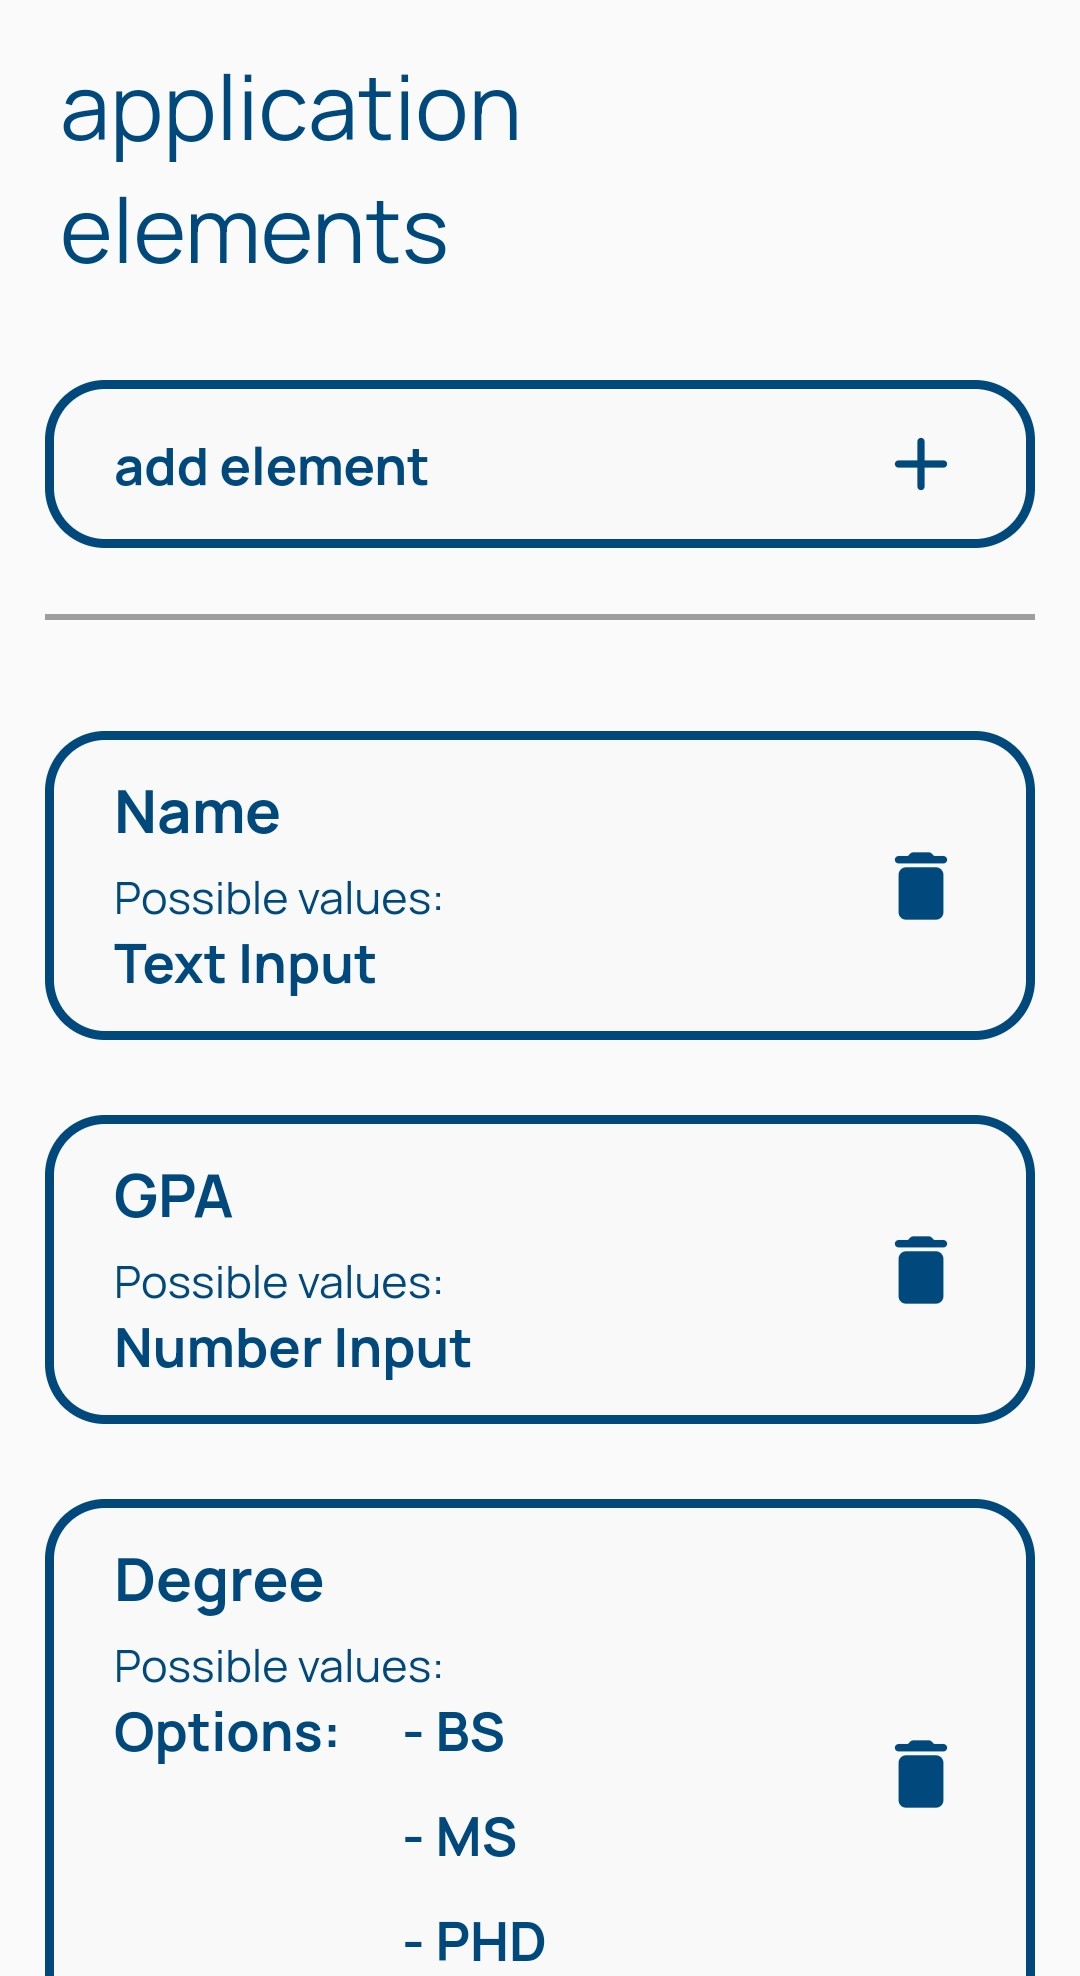 application
elements
add element
Name
Possible values:
Text Input
GPA
Possible values:
Number Input
Degree
Possible values:
Options: - BS
- MS
- PHD